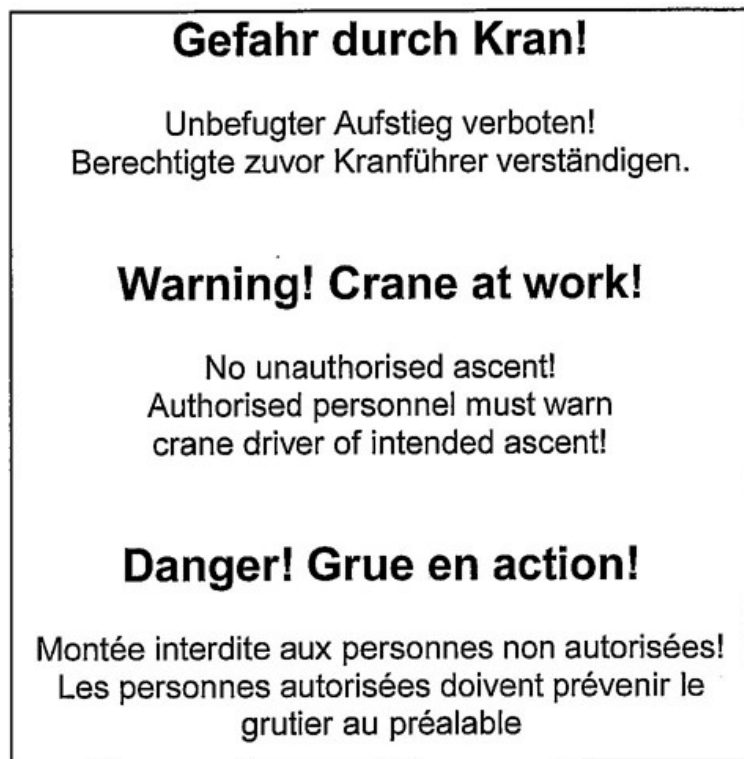 Gefahr durch Kran!
Unbefugter Aufstieg verboten!
Berechtigte zuvor Kranführer verständigen.
Warning! Crane at work!
No unauthorised ascent!
Authorised personnel must warn
crane driver of intended ascent!
Danger! Grue en action!
Montée interdite aux personnes non autorisées!
Les personnes autorisées doivent prévenir le
grutier au préalable